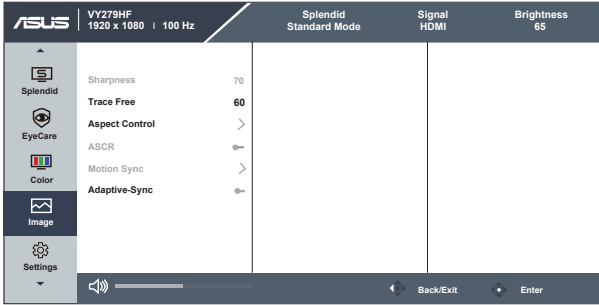 ASUS
VY279HF
1920 x 1080 | 100 Hz
Splendid
Standard Mode
Signal
HDMI
Brightness
65
Splendid
EyeCare
Color
Image
Settings
Sharpness 70
Trace Free 60
Aspect Control
ASCR
Motion Sync
Adaptive-Sync
Back/Exit
Enter